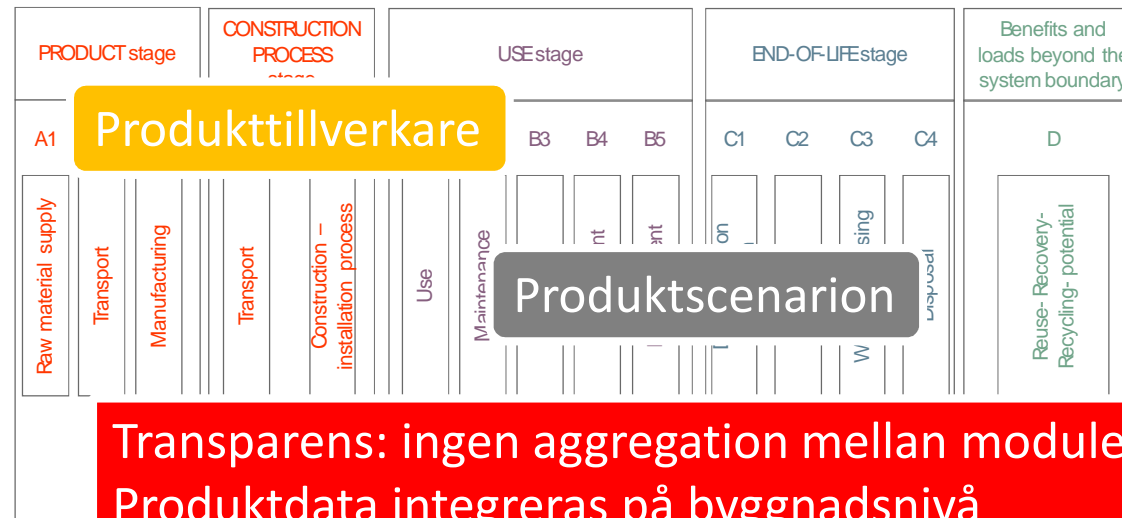 PRODUCT stage
CONSTRUCTION
PROCESS
USE stage
END-OF-LIFE stage
Benefits and
loads beyond the
system boundary
A1
Produkttillverkare
B3
B4
B5
C1
C2
C3
C4
D
Raw material supply
Transport
Manufacturing
Transport
Construction –
installation process
Use
Maintenance
Produktscenarion
Disposal
Reuse- Recovery-
Recycling- potential
Transparens: ingen aggregation mellan module
Produktdata integreras på byggnadsnivå